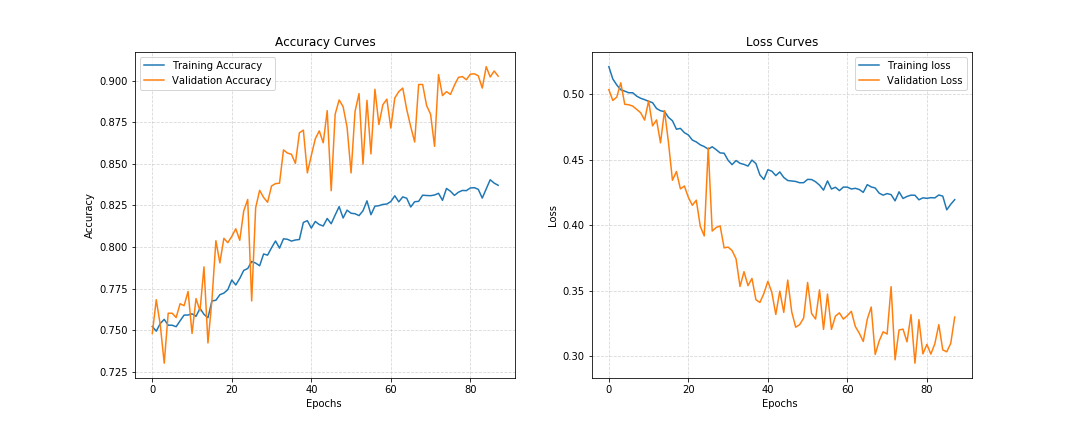 Accuracy Curves
Training Accuracy
Validation Accuracy
0.900
0.875
0.850
0.825
0.800
0.775
0.750
0.725
Accuracy
0 20 40 60 80
Epochs
Loss Curves
Training loss
Validation Loss
0.50
0.45
0.40
0.35
0.30
Loss
0 20 40 60 80
Epochs